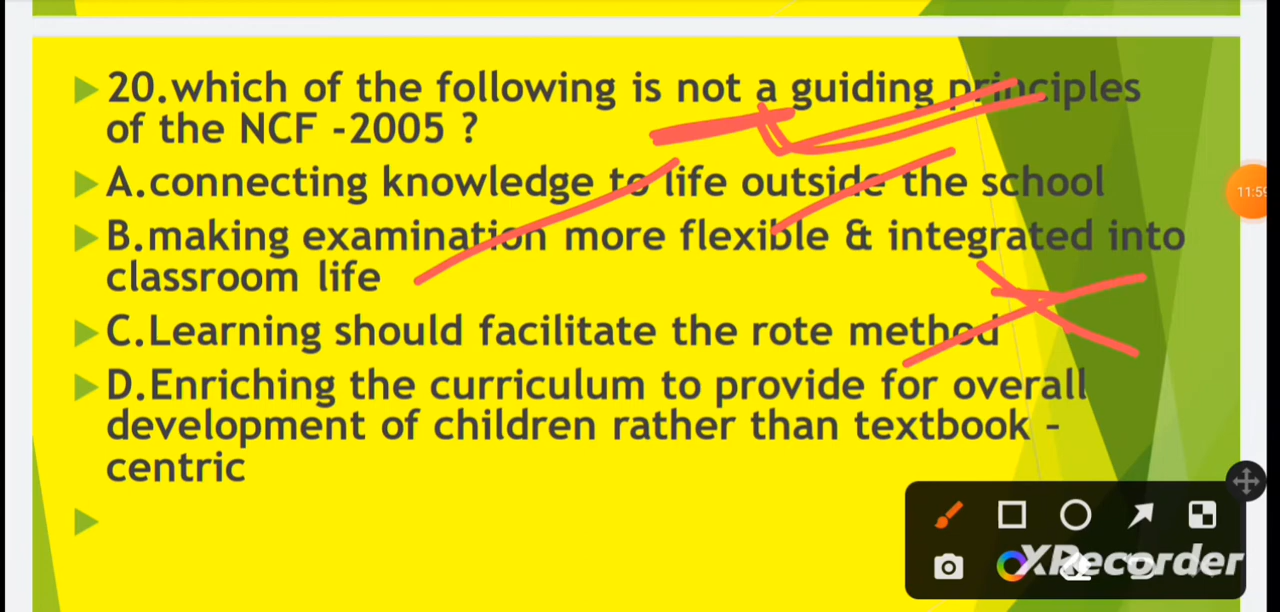 20.which of the following is not a guiding principles
of the NCF -2005 ?
A.connecting knowledge to life outside the school
B.making examination more flexible & integrated into
classroom life
C.Learning should facilitate the rote method
D.Enriching the curriculum to provide for overall
development of children rather than textbook –
centric
11:59
XRecorder